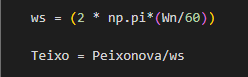 ws = (2 * np.pi*(Wn/60))
Teixo = Peixonova/ws